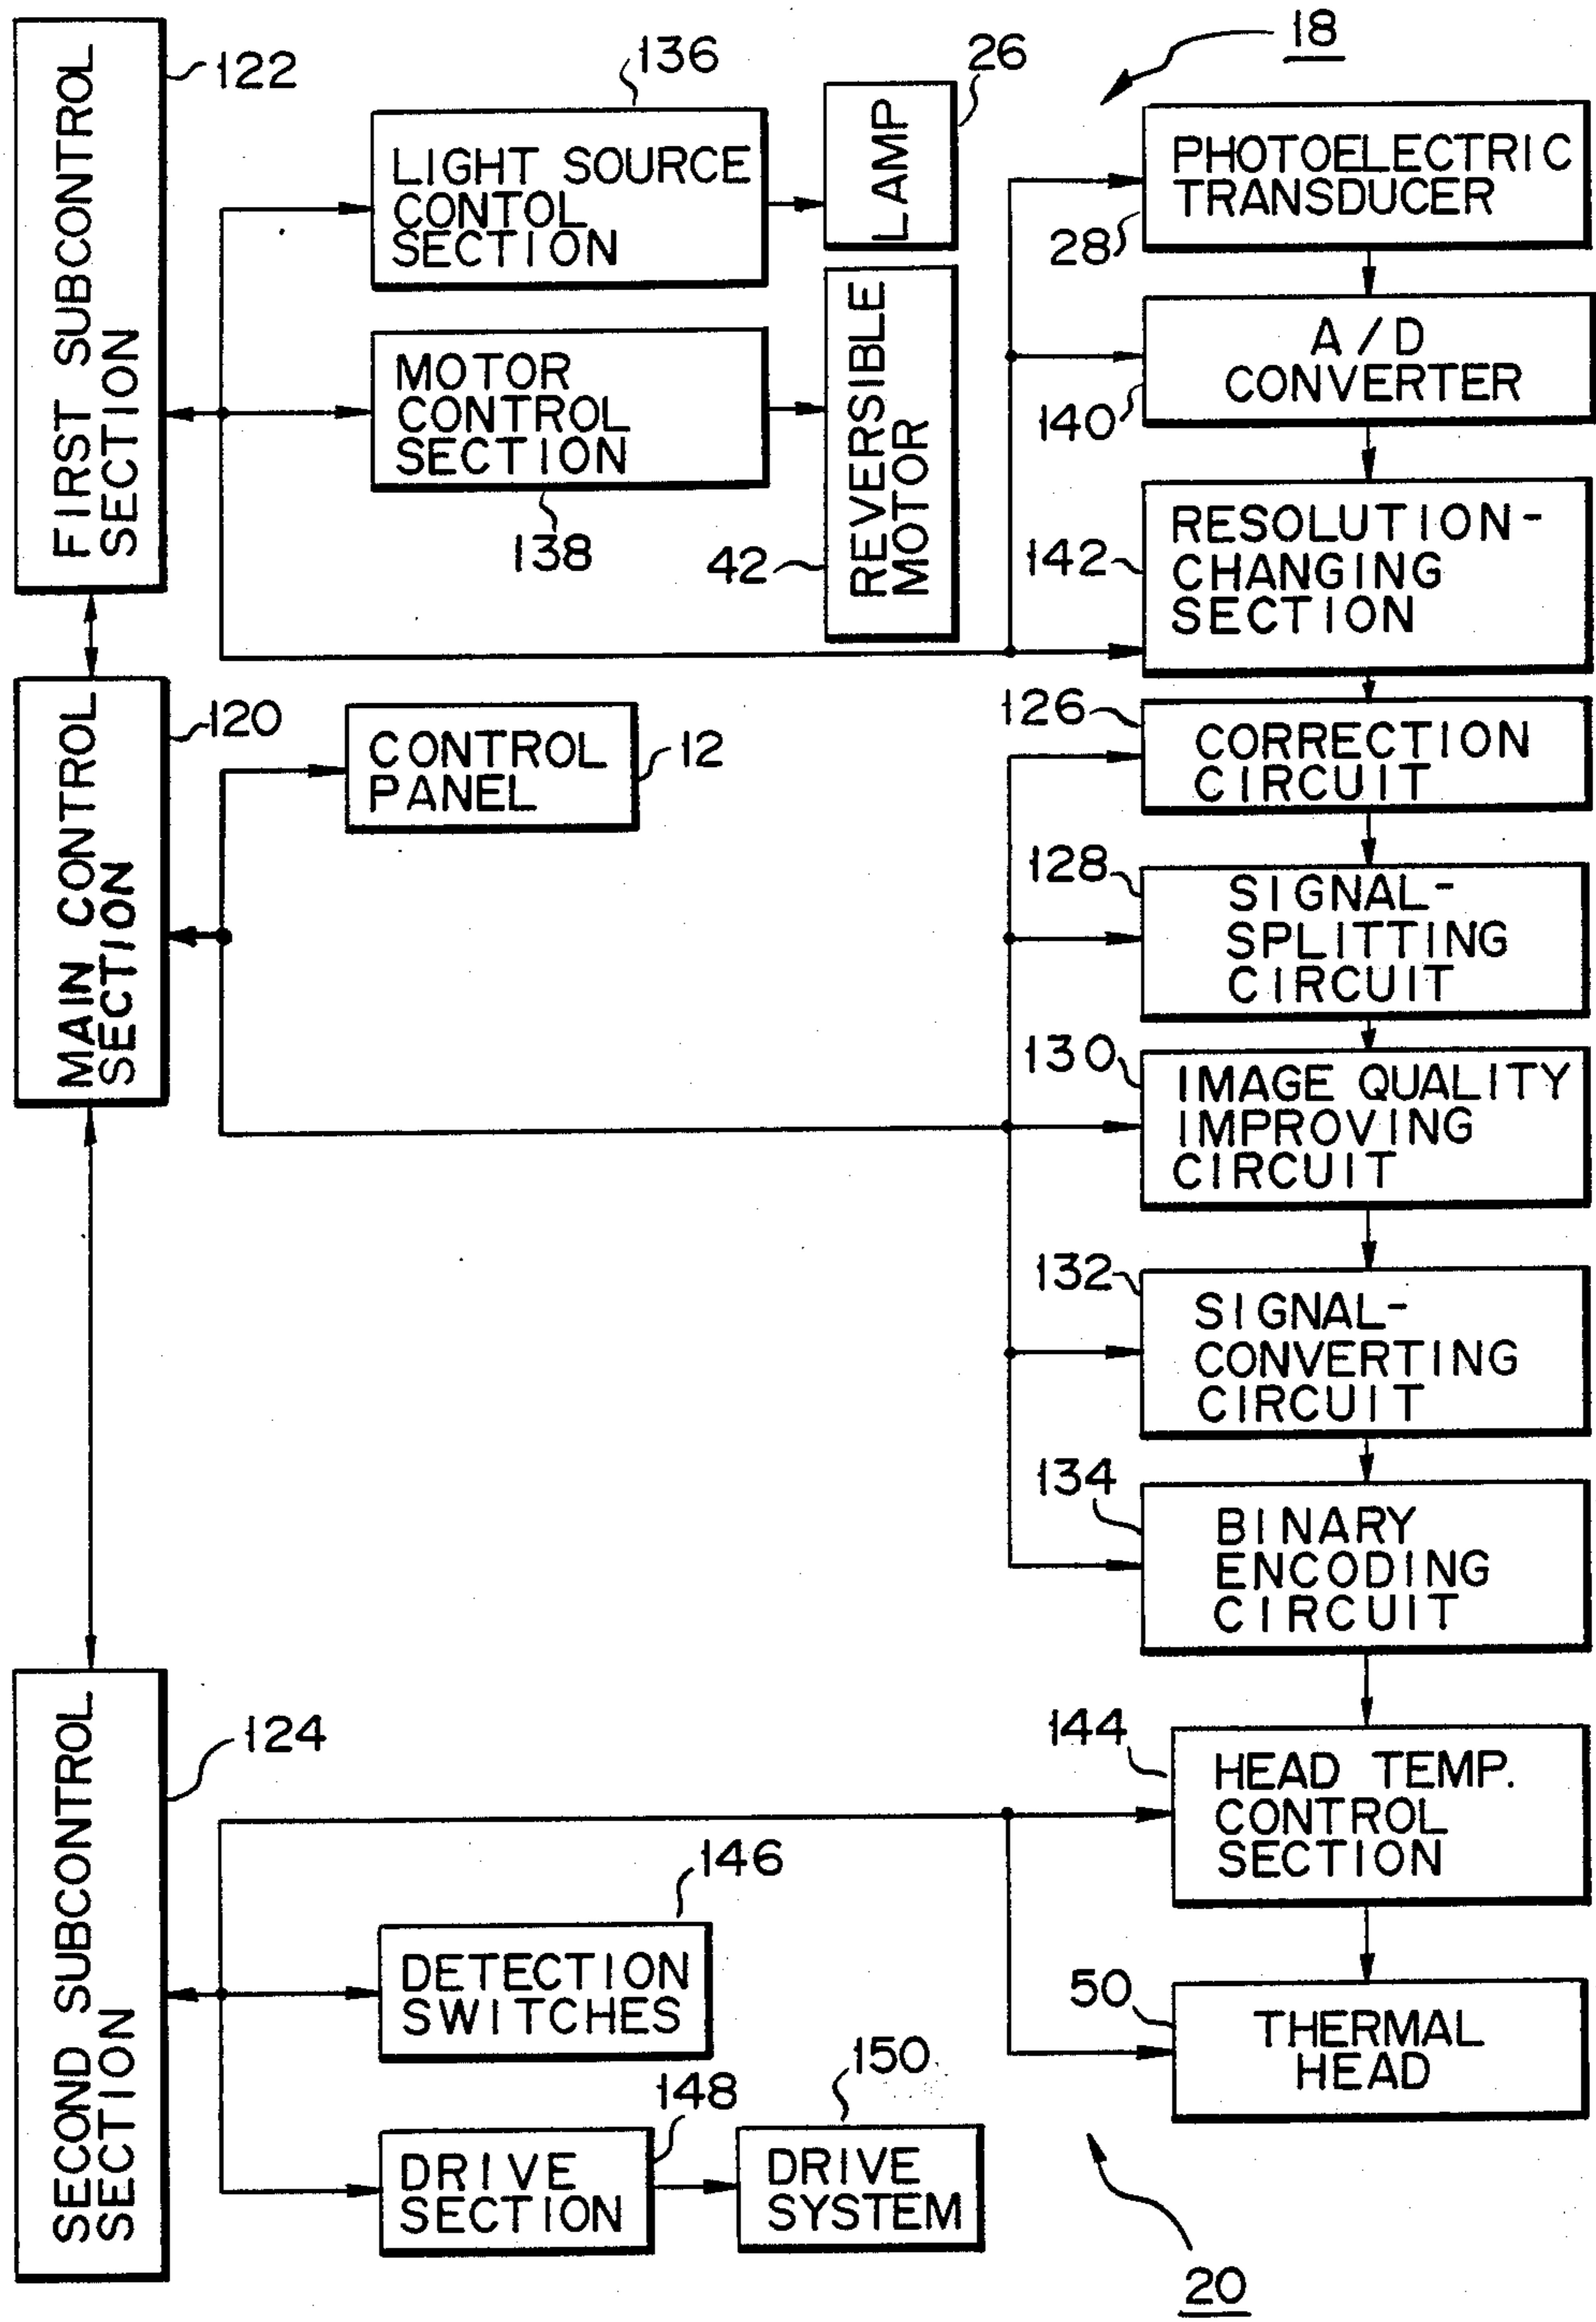 18
FIRST SUBCONTROL
SECTION
122
136
LIGHT SOURCE
CONTOL
SECTION
LAMP
26
MOTOR
CONTROL
SECTION
138
REVERSIBLE
MOTOR
42
PHOTOELECTRIC
TRANSDUCER
28
A/D
CONVERTER
140
RESOLUTION-
CHANGING
SECTION
142
MAIN CONTROL
SECTION
120
CONTROL
PANEL
12
126
CORRECTION
CIRCUIT
128
SIGNAL-
SPLITTING
CIRCUIT
130
IMAGE QUALITY
IMPROVING
CIRCUIT
132
SIGNAL-
CONVERTING
CIRCUIT
134
BINARY
ENCODING
CIRCUIT
SECOND SUBCONTROL
SECTION
124
144
HEAD TEMP.
CONTROL
SECTION
146
DETECTION
SWITCHES
50
THERMAL
HEAD
148
DRIVE
SECTION
150
DRIVE
SYSTEM
20